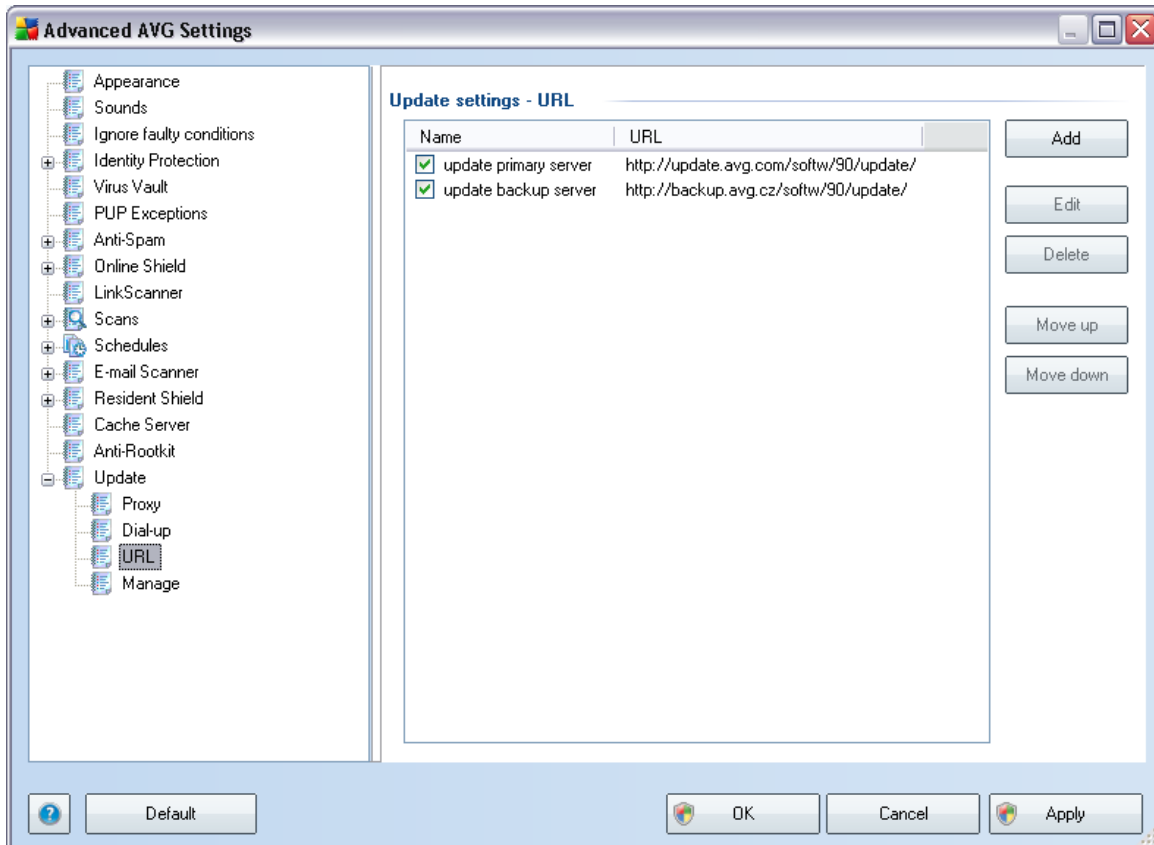 Advanced AVG Settings
Appearance
Sounds
Ignore faulty conditions
Identity Protection
Virus Vault
PUP Exceptions
Anti-Spam
Online Shield
LinkScanner
Scans
Schedules
E-mail Scanner
Resident Shield
Cache Server
Anti-Rootkit
Update
Proxy
Dial-up
URL
Manage
Update settings - URL
Name URL
update primary server http://update.avg.com/softw/90/update/
update backup server http://backup.avg.cz/softw/90/update/
Add
Edit
Delete
Move up
Move down
? Default OK Cancel Apply